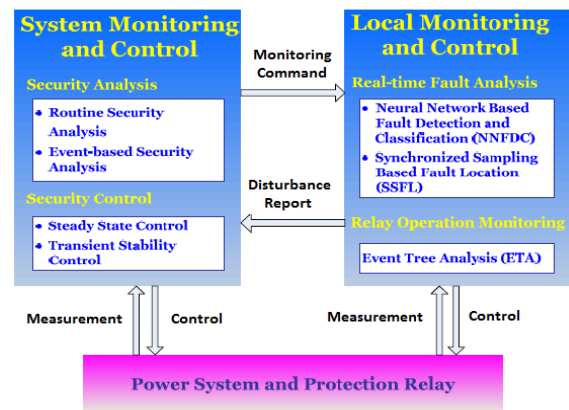 System Monitoring
and Control
Security Analysis
Routine Security
Analysis
Event-based Security
Analysis
Security Control
Steady State Control
Transient Stability
Control
Monitoring
Command
Disturbance
Report
Local Monitoring
and Control
Real-time Fault Analysis
Neural Network Based
Fault Detection and
Classification (NNFDC)
Synchronized Sampling
Based Fault Location
(SSFL)
Relay Operation Monitoring
Event Tree Analysis (ETA)
Measurement
Control
Measurement
Control
Power System and Protection Relay